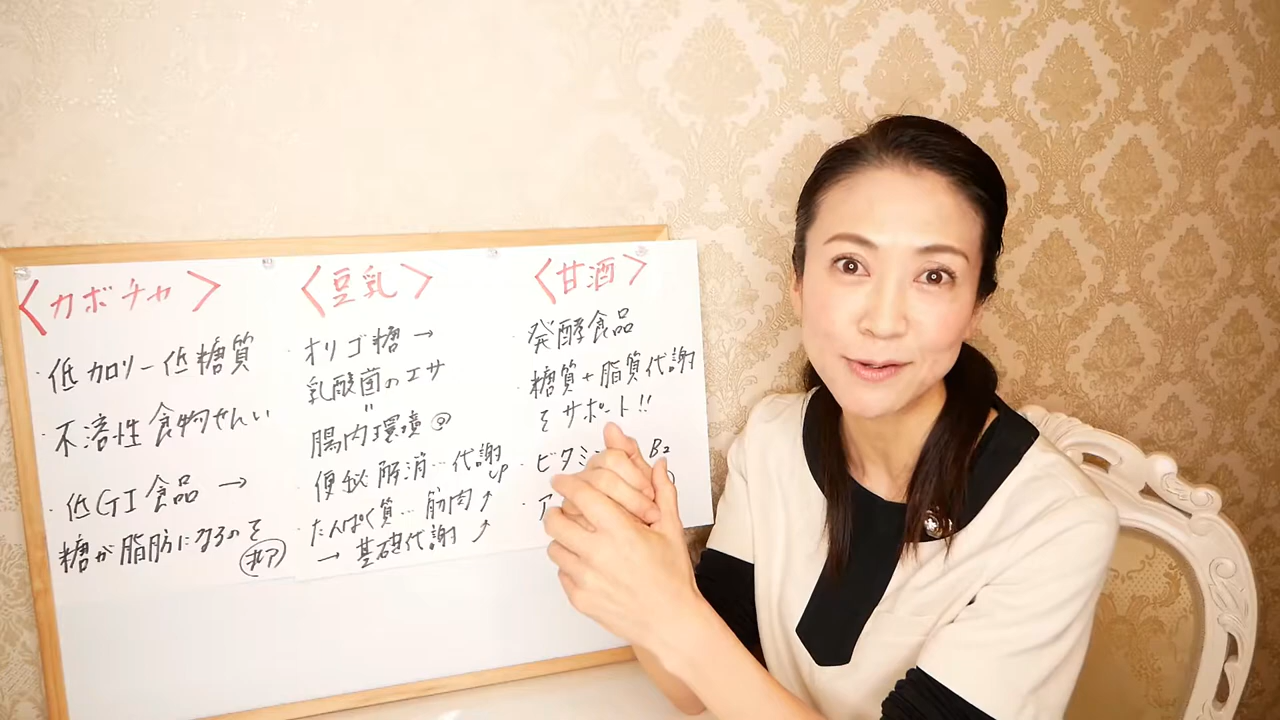 〈カボチャ〉
・低カロリー低糖質
・不溶性食物せんい
・低GI食品 →
糖が脂肪になるのを
〈豆乳〉
・オリゴ糖 →
乳酸菌のエサ
〃
腸内環境◎
・便秘解消…代謝UP
・たんぱく質…筋肉↑
→ 基礎代謝↑
〈甘酒〉
・発酵食品
・糖質+脂質代謝
をサポート!!
・ビタミ B₂
・ア